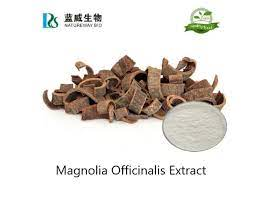 蓝威生物
NATUREWAY BIO
Magnolia Officinalis Extract